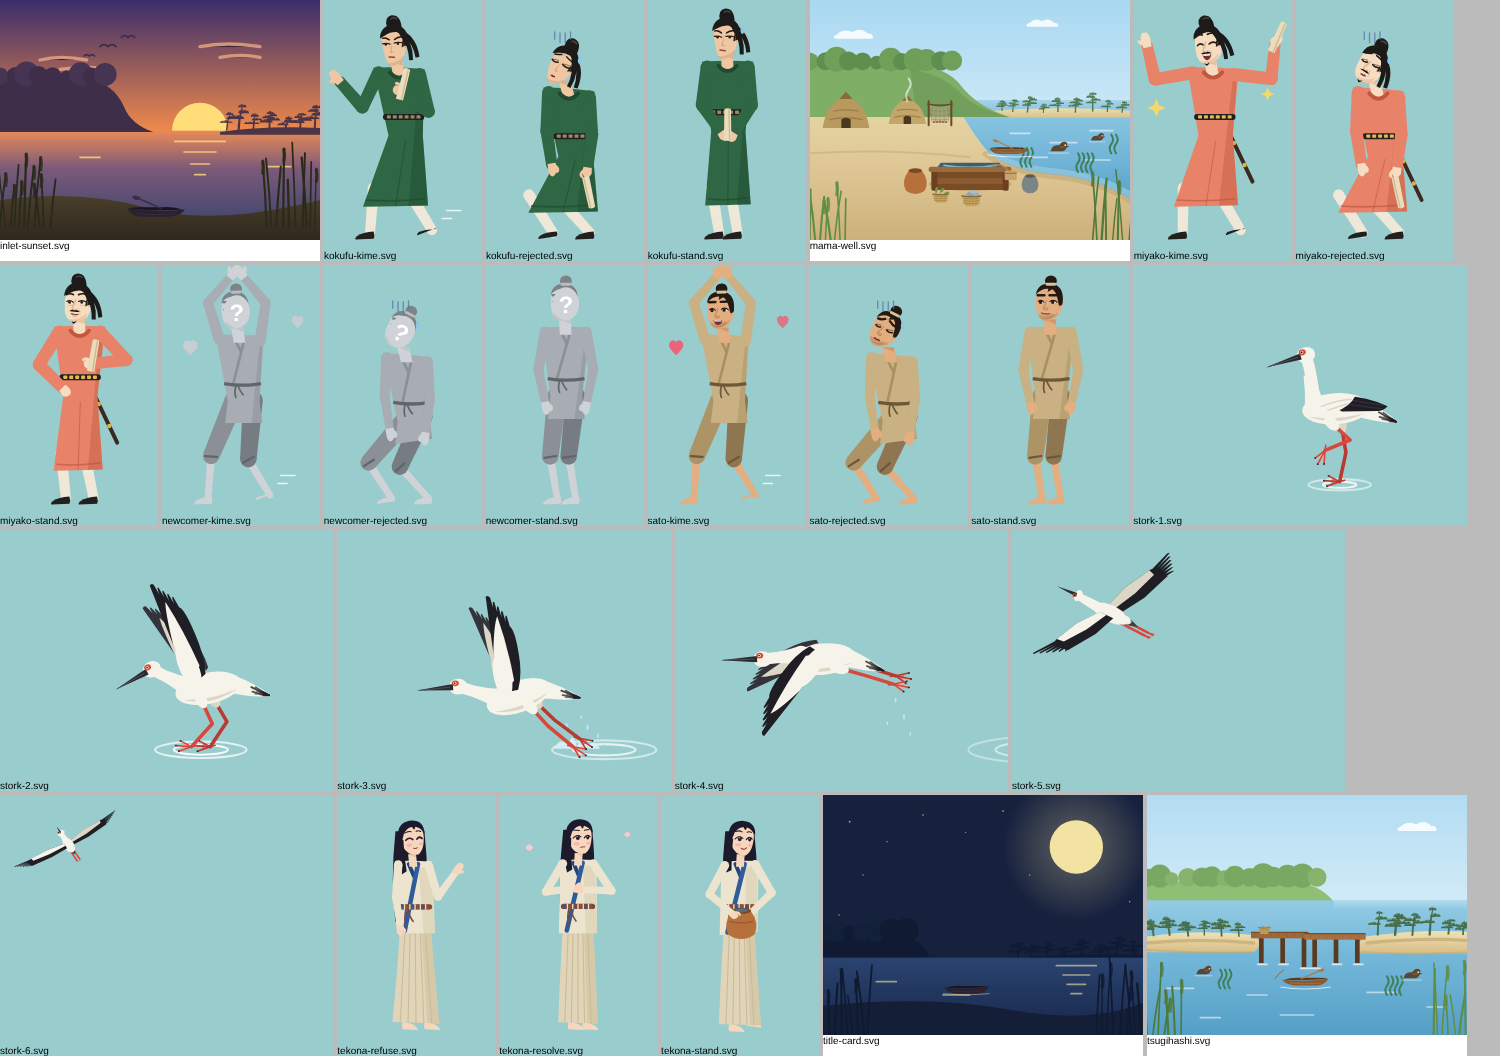 inlet-sunset.svg
kokufu-kime.svg
kokufu-rejected.svg
kokufu-stand.svg
mama-well.svg
miyako-kime.svg
miyako-rejected.svg
miyako-stand.svg
?
newcomer-kime.svg
?
newcomer-rejected.svg
?
newcomer-stand.svg
sato-kime.svg
sato-rejected.svg
sato-stand.svg
stork-1.svg
stork-2.svg
stork-3.svg
stork-4.svg
stork-5.svg
stork-6.svg
tekona-refuse.svg
tekona-resolve.svg
tekona-stand.svg
title-card.svg
tsugihashi.svg